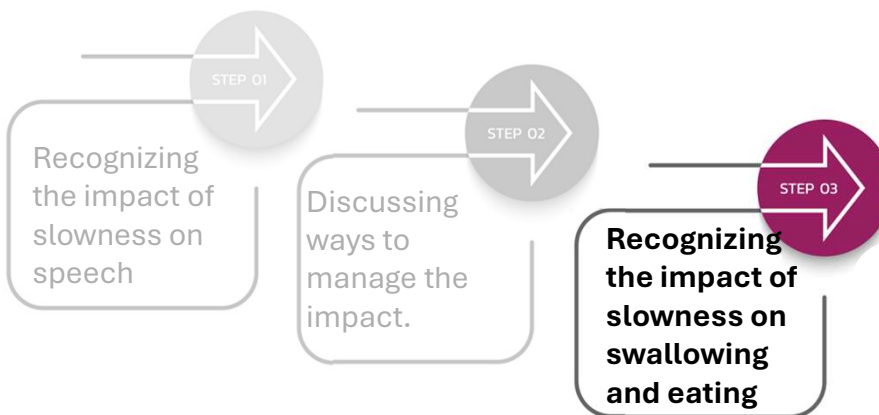 STEP 01
Recognizing
the impact of
slowness on
speech
STEP 02
Discussing
ways to
manage the
impact.
STEP 03
Recognizing
the impact of
slowness on
swallowing
and eating